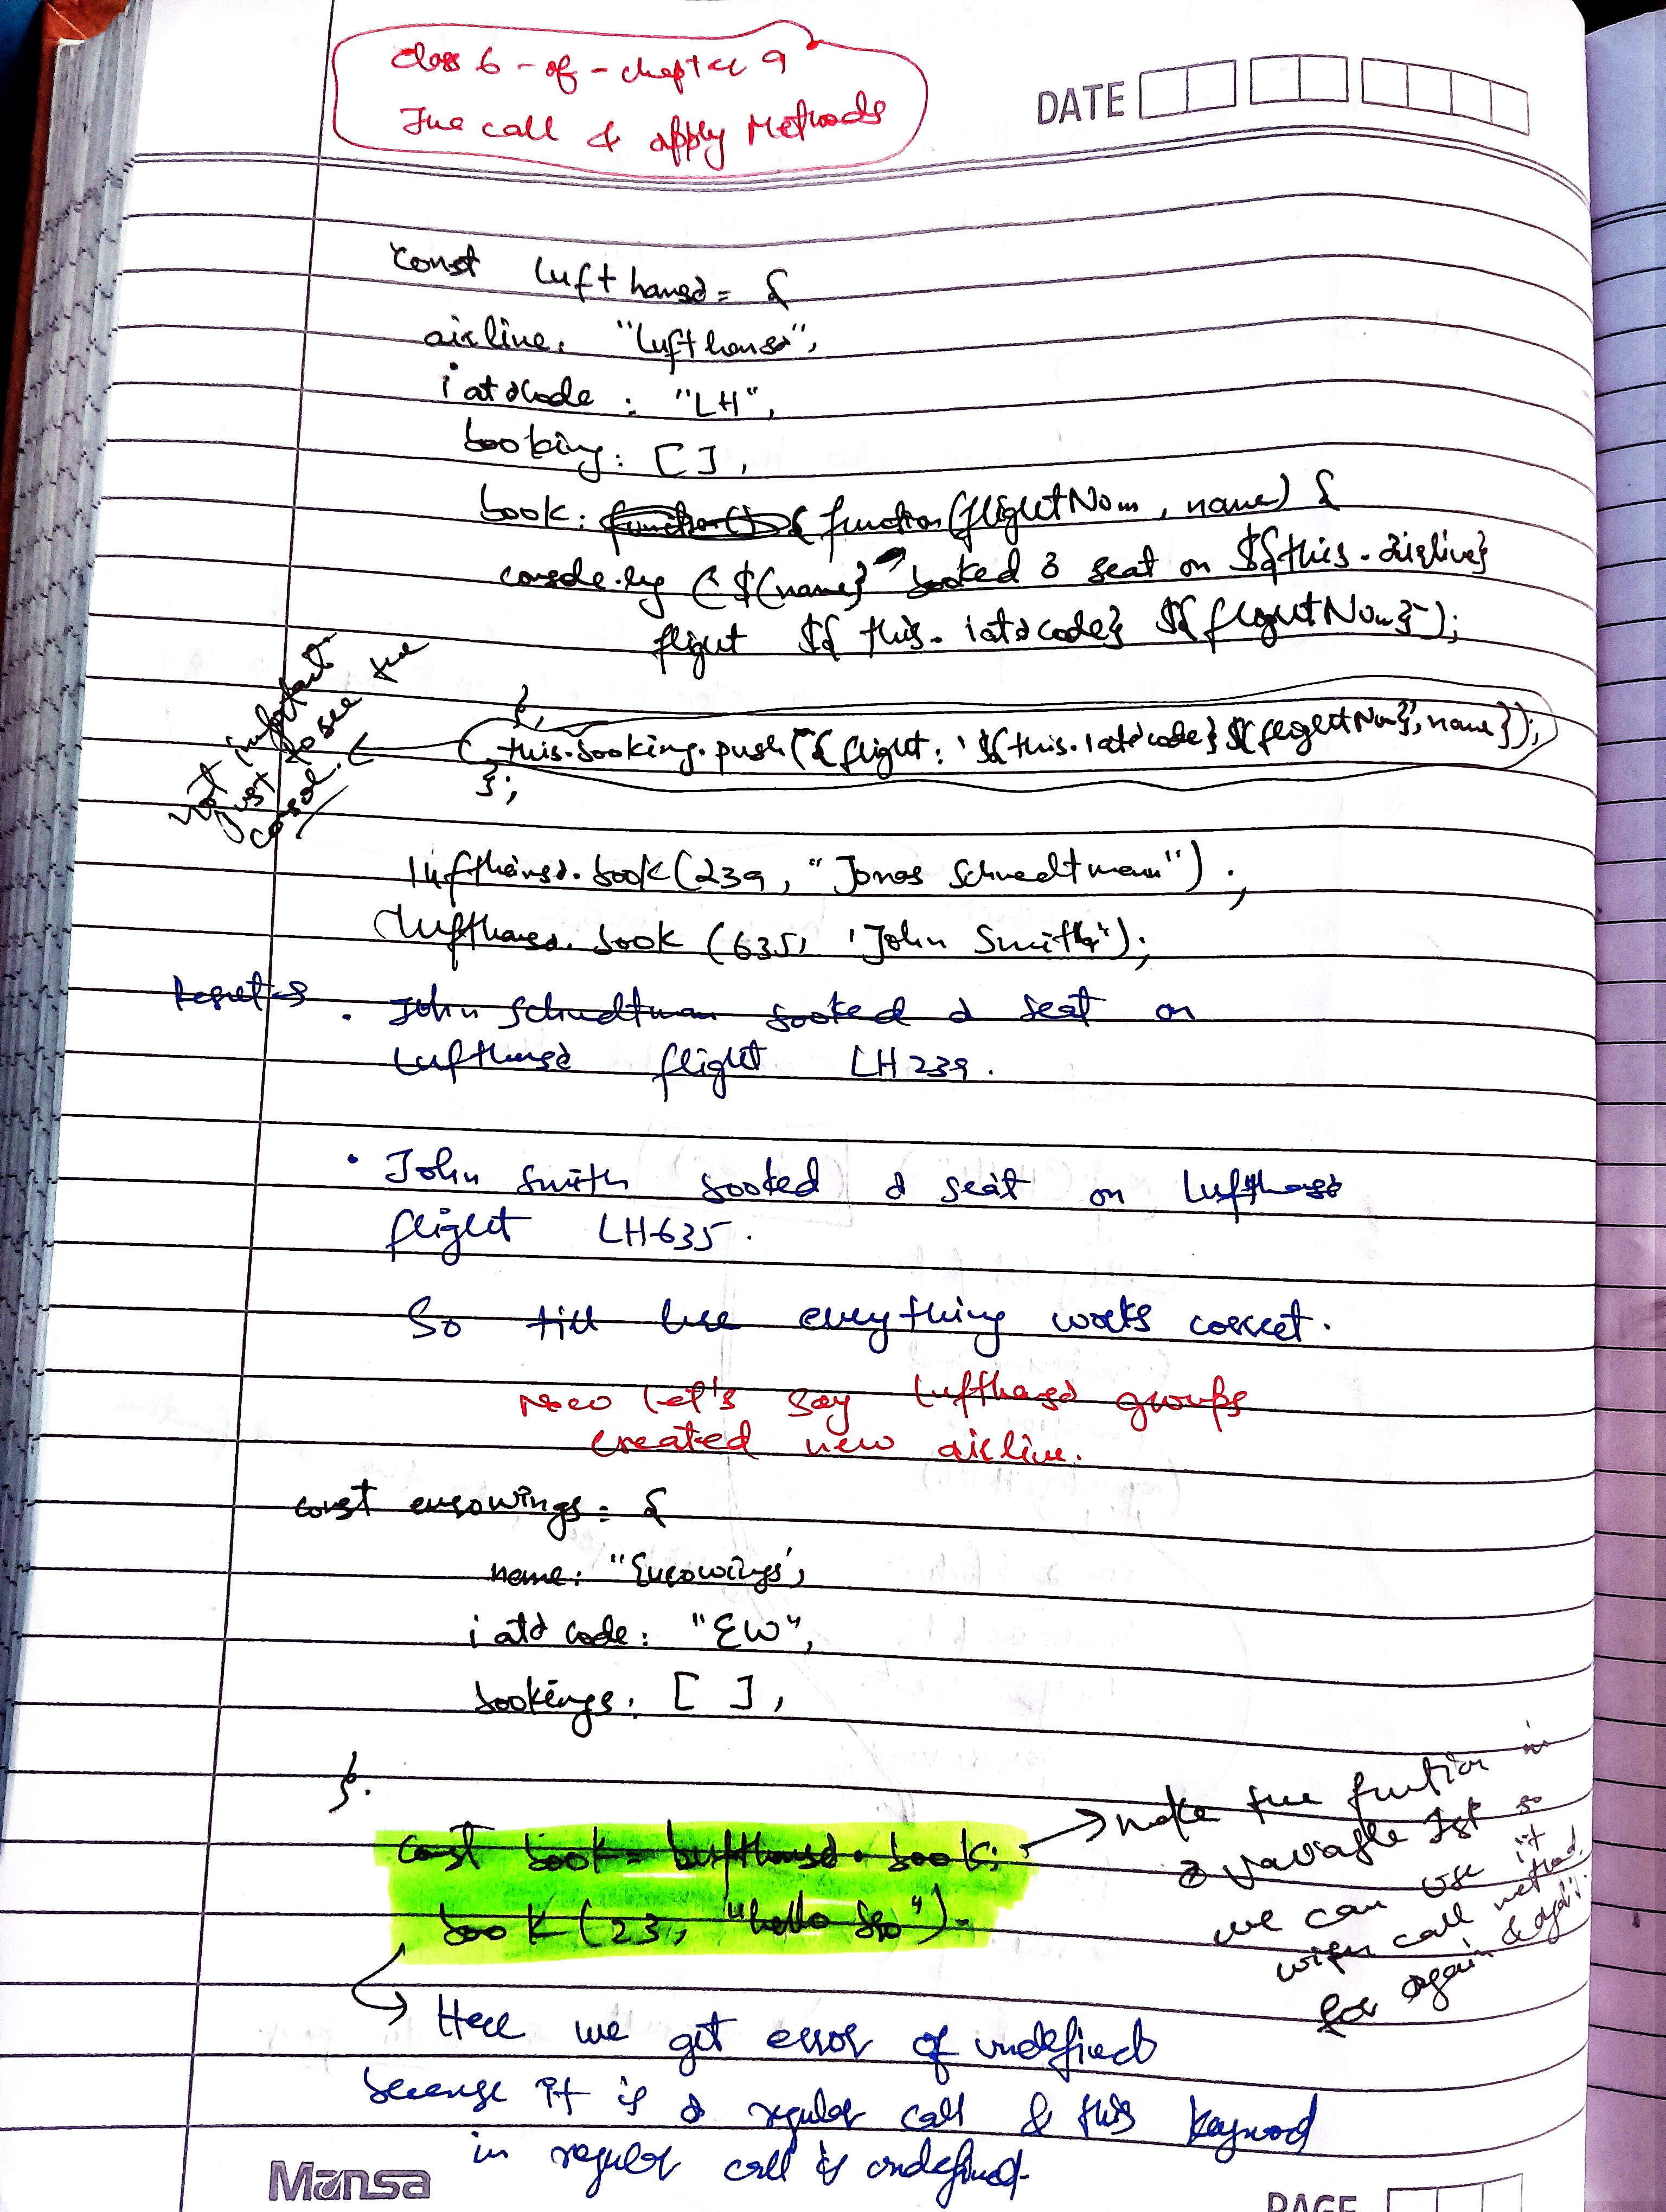 Class 6 - of - chapter 9
The call & apply Methods
DATE
const lufthansa = {
airline: "Lufthansa",
iatacode : "LH",
booking: [ ],
book: function() { function(flightNum, name) {
console.log (`${name} booked a seat on ${this.airline}
flight ${this.iatacode} ${flightNum}`);
},
this.booking.push({flight: '${this.iatacode} ${flightNum}', name});
};
not important
just to see the
consol.
lufthansa.book(239, "Jonas Schmedtmann");
lufthansa.book (635, 'John Smith");
Results
• John Schmedtman booked a seat on
Lufthansa flight LH239.
• John Smith booked a seat on Lufthasa
flight LH635.
So till here everything works correct.
Now let's say Lufthansa groups
created new airline.
const eurowings = {
name: "Eurowings',
iata code: "EW",
bookings: [ ],
}.
const book = lufthansa.book;
book (23, "hello bro").
→ make the function in
a variable 1st so
we can use it
when call method
for again & again.
Here we get error of undefined
because it is a regular call & this keyword
in regular call is undefined.
Mansa
PAGE